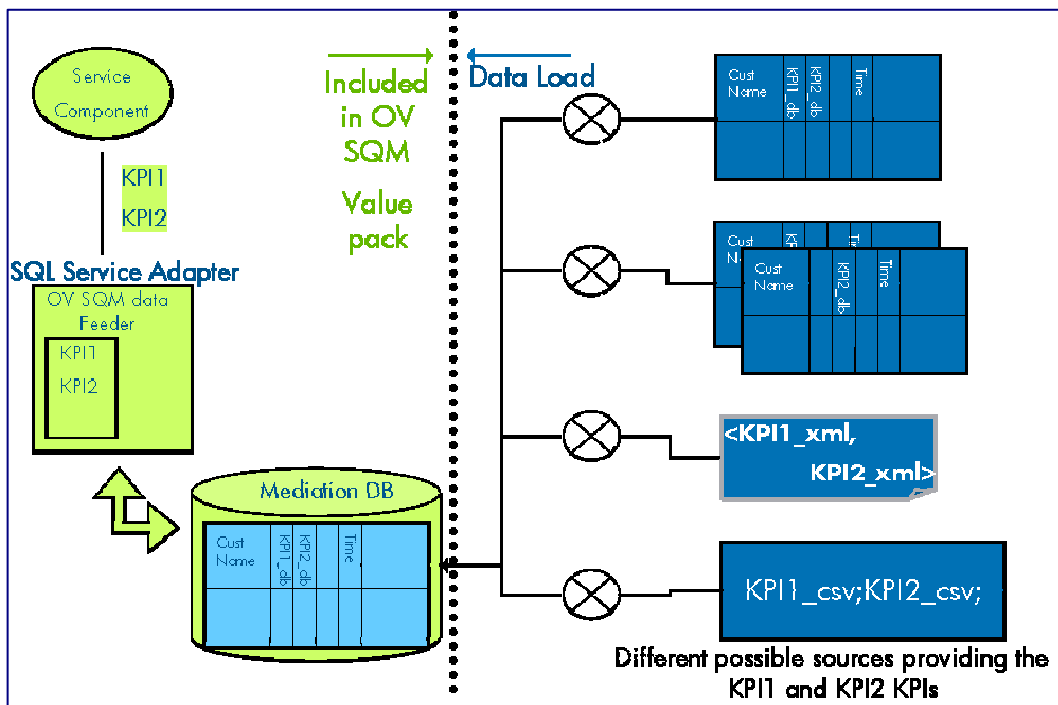 Service
Component
KPI1
KPI2
SQL Service Adapter
OV SQM data
Feeder
KPI1
KPI2
Included
in OV
SQM
Value
pack
Data Load
Mediation DB
Cust
Name
KPI1_db
KPI2_db
Time
Cust
Name
KPI1_db
KPI2_db
Time
Cust
Cust
Name
KPI2_db
Time
<KPI1_xml,
KPI2_xml>
KPI1_csv;KPI2_csv;
Different possible sources providing the
KPI1 and KPI2 KPIs